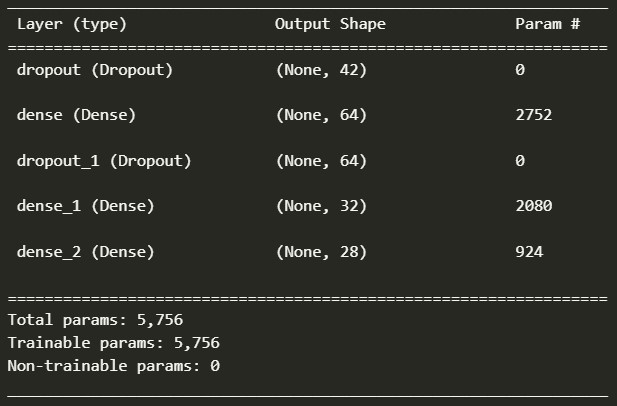 Layer (type) Output Shape Param #
=================================================================
dropout (Dropout) (None, 42) 0
dense (Dense) (None, 64) 2752
dropout_1 (Dropout) (None, 64) 0
dense_1 (Dense) (None, 32) 2080
dense_2 (Dense) (None, 28) 924
=================================================================
Total params: 5,756
Trainable params: 5,756
Non-trainable params: 0